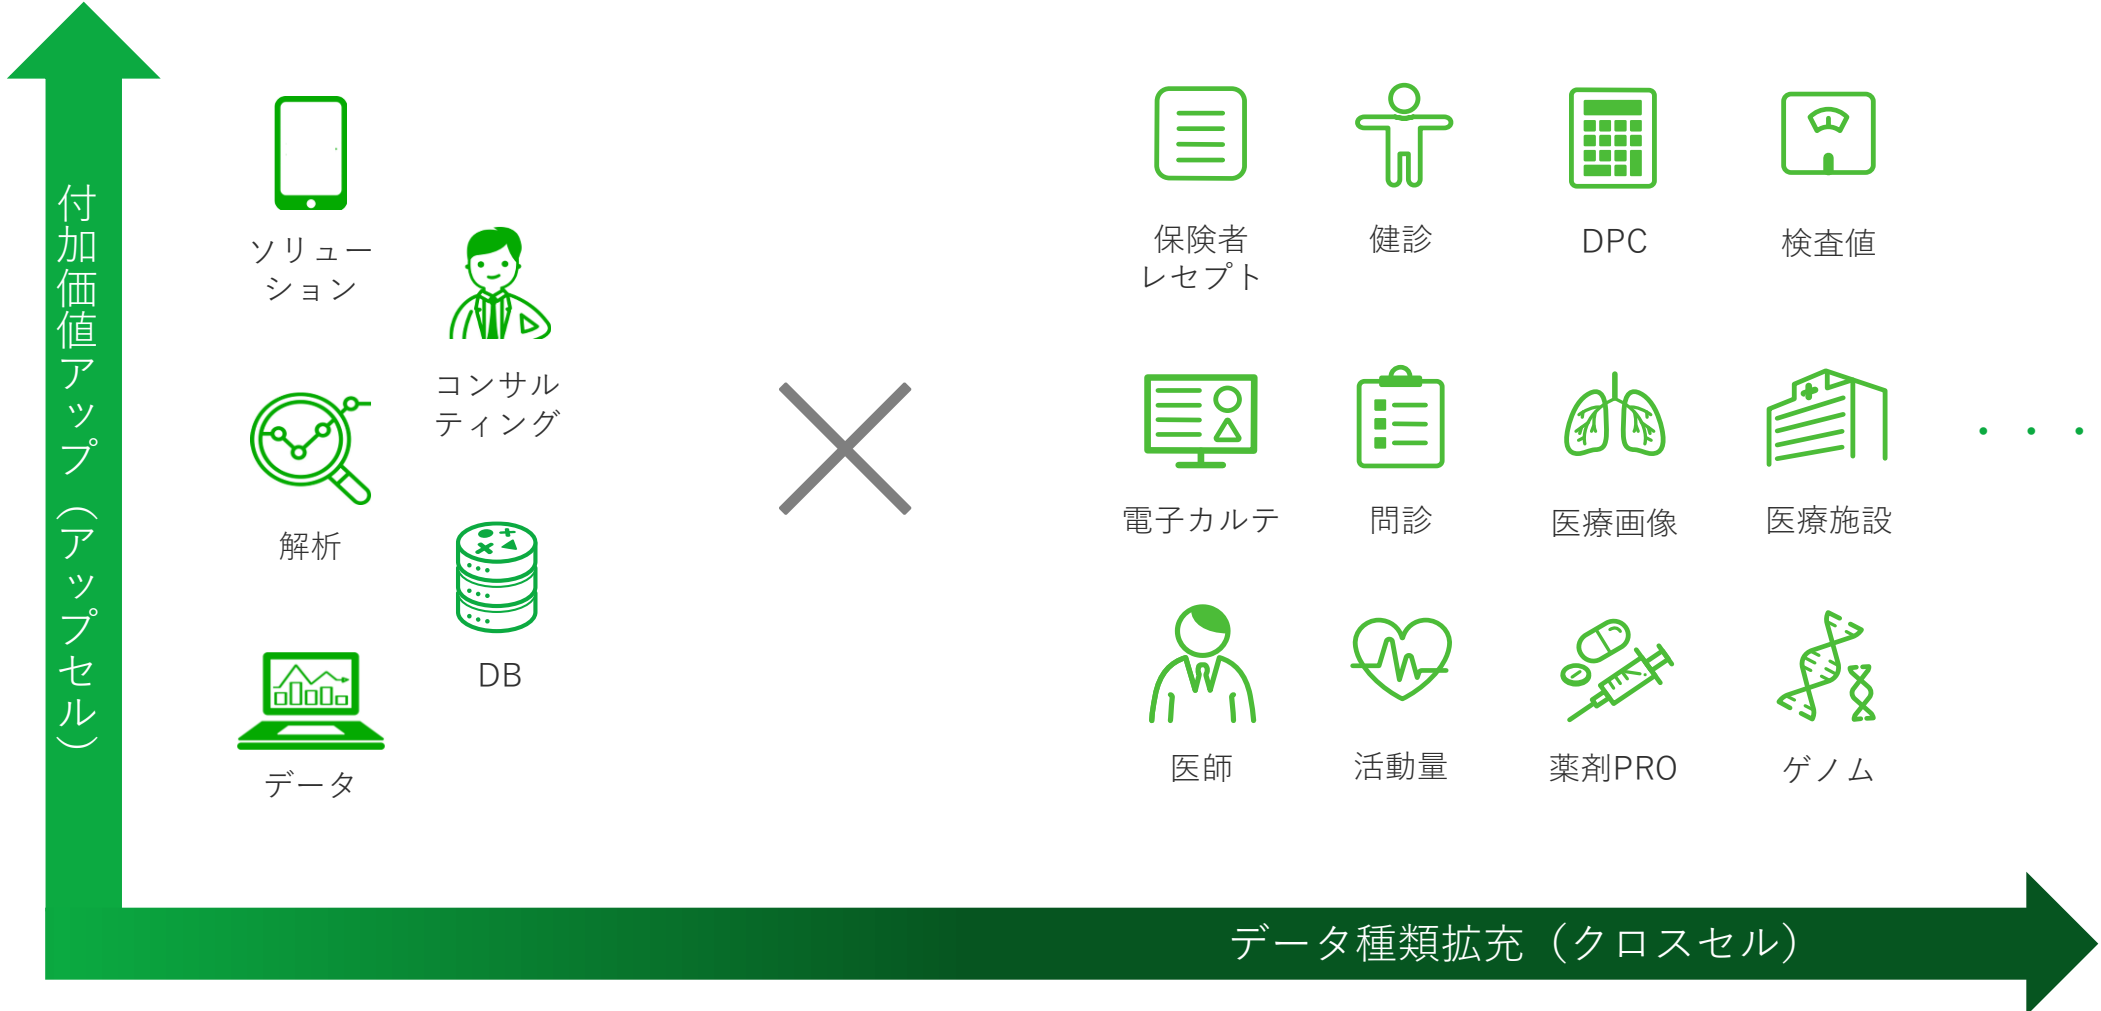 付加価値アップ（アップセル）
ソリュー
ション
コンサル
ティング
解析
DB
データ
保険者
レセプト
健診
DPC
検査値
電子カルテ
問診
医療画像
医療施設
・・・
医師
活動量
薬剤PRO
ゲノム
データ種類拡充（クロスセル）